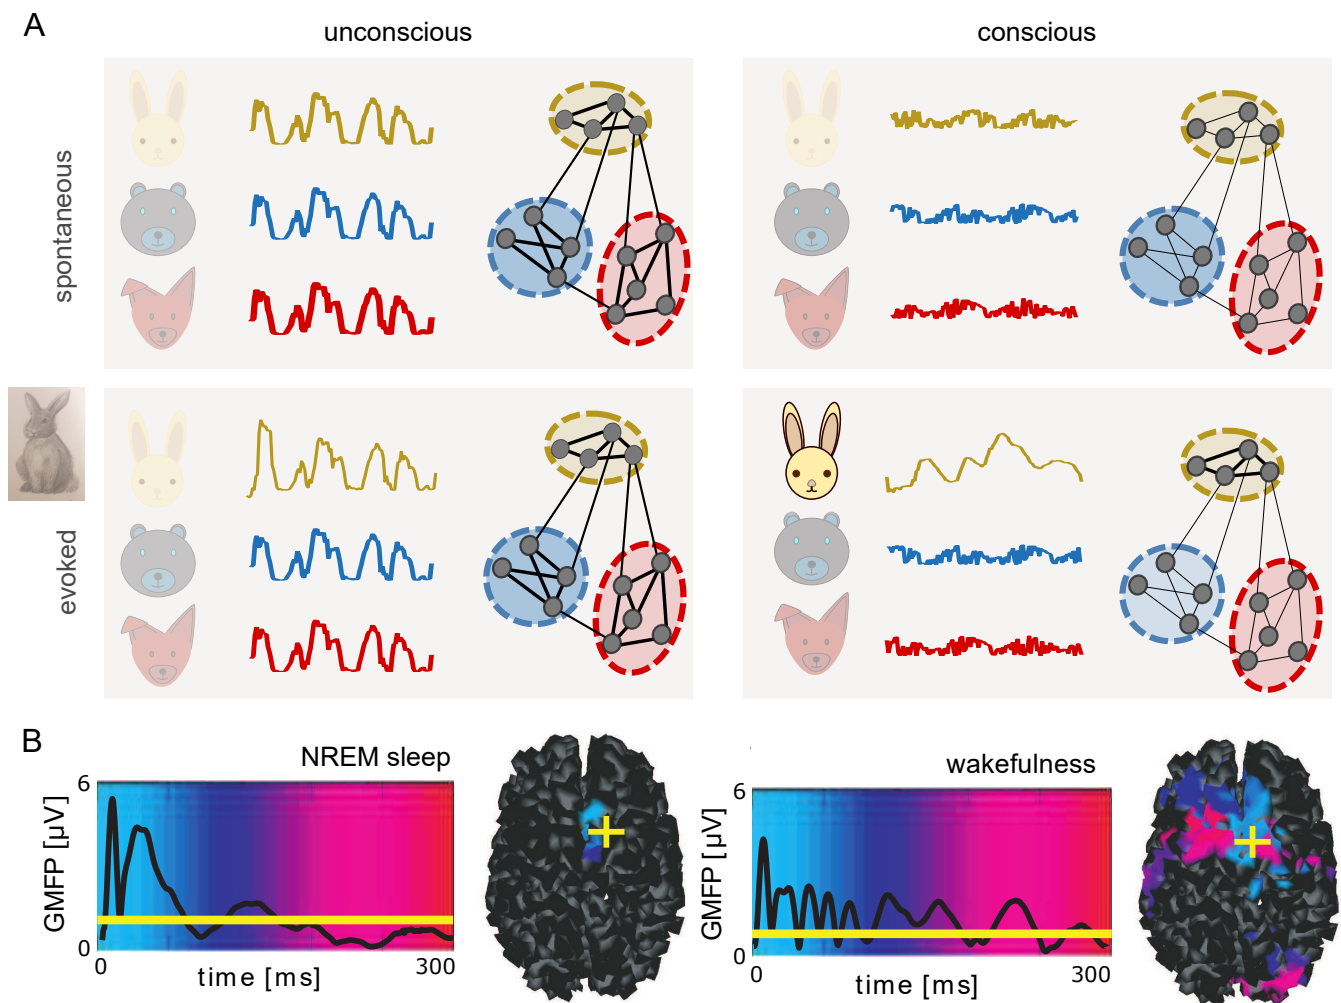 A
unconscious
conscious
spontaneous
evoked
B
NREM sleep
6
GMFP [µV]
0
0
300
time [ms]
wakefulness
6
GMFP [µV]
0
0
300
time [ms]